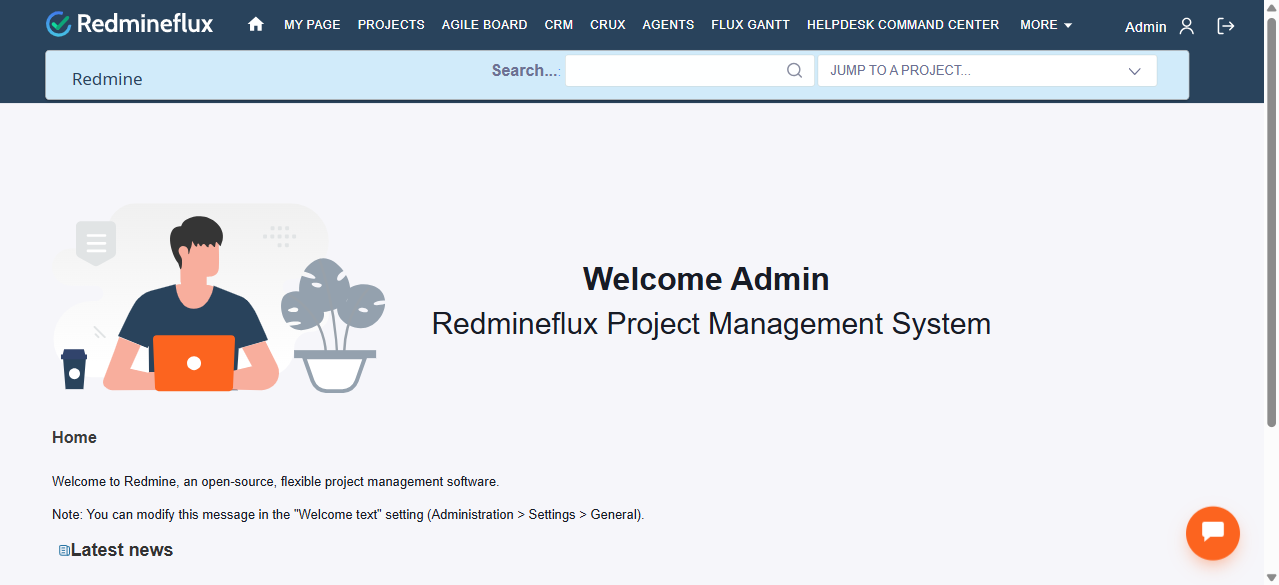 Redmineflux
MY PAGE PROJECTS AGILE BOARD CRM CRUX AGENTS FLUX GANTT HELPDESK COMMAND CENTER MORE
Admin
Redmine
Search...:
JUMP TO A PROJECT...
Welcome Admin
Redmineflux Project Management System
Home
Welcome to Redmine, an open-source, flexible project management software.
Note: You can modify this message in the "Welcome text" setting (Administration > Settings > General).
Latest news